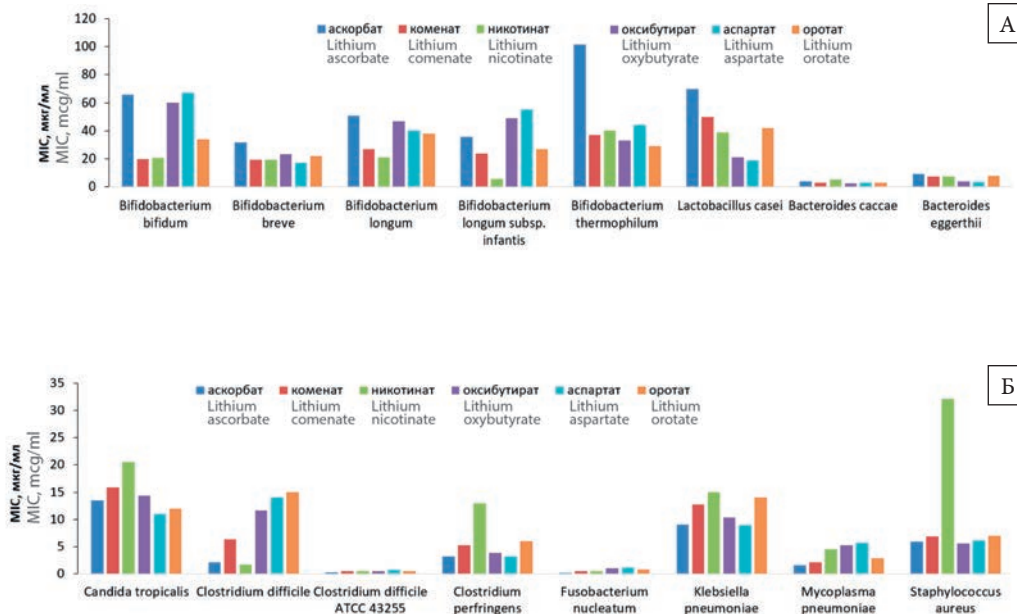 А
120
100
80
60
40
20
0
MIC, мкг/мл
MIC, mcg/ml
аскорбат коменат никотинат оксибутират аспартат оротат
Lithium Lithium Lithium Lithium Lithium Lithium
ascorbate comenate nicotinate oxybutyrate aspartate orotate
Bifidobacterium Bifidobacterium Bifidobacterium Bifidobacterium Bifidobacterium Lactobacillus casei Bacteroides caccae Bacteroides
bifidum breve longum longum subsp. thermophilum eggerthii
infantis
Б
35
30
25
20
15
10
5
0
MIC, мкг/мл
MIC, mcg/ml
аскорбат коменат никотинат оксибутират аспартат оротат
Lithium Lithium Lithium Lithium Lithium Lithium
ascorbate comenate nicotinate oxybutyrate aspartate orotate
Candida tropicalis Clostridium difficile Clostridium difficile Clostridium Fusobacterium Klebsiella Mycoplasma Staphylococcus
ATCC 43255 perfringens nucleatum pneumoniae pneumoniae aureus